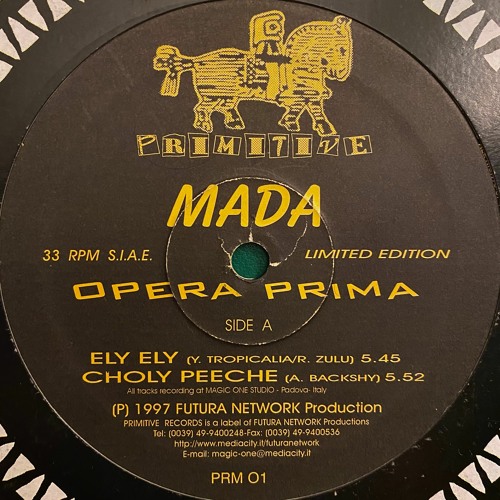 PRIMITIVE
MADA
33 RPM S.I.A.E. LIMITED EDITION
OPERA PRIMA
SIDE A
ELY ELY (Y. TROPICALIA/R. ZULU) 5.45
CHOLY PEECHE (A. BACKSHY) 5.52
All tracks recording at MAGIC ONE STUDIO - Padova- Italy
(P) 1997 FUTURA NETWORK Production
PRIMITIVE RECORDS is a label of FUTURA NETWORK Productions
Tel: (0039) 49-9400248-Fax: (0039) 49-9400536
http://www.mediacity.it/futuranetwork
E-mail: magic-one@mediacity.it
PRM 01